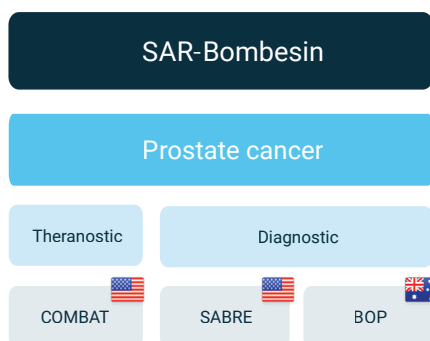 SAR-Bombesin
Prostate cancer
Theranostic
Diagnostic
COMBAT
SABRE
BOP